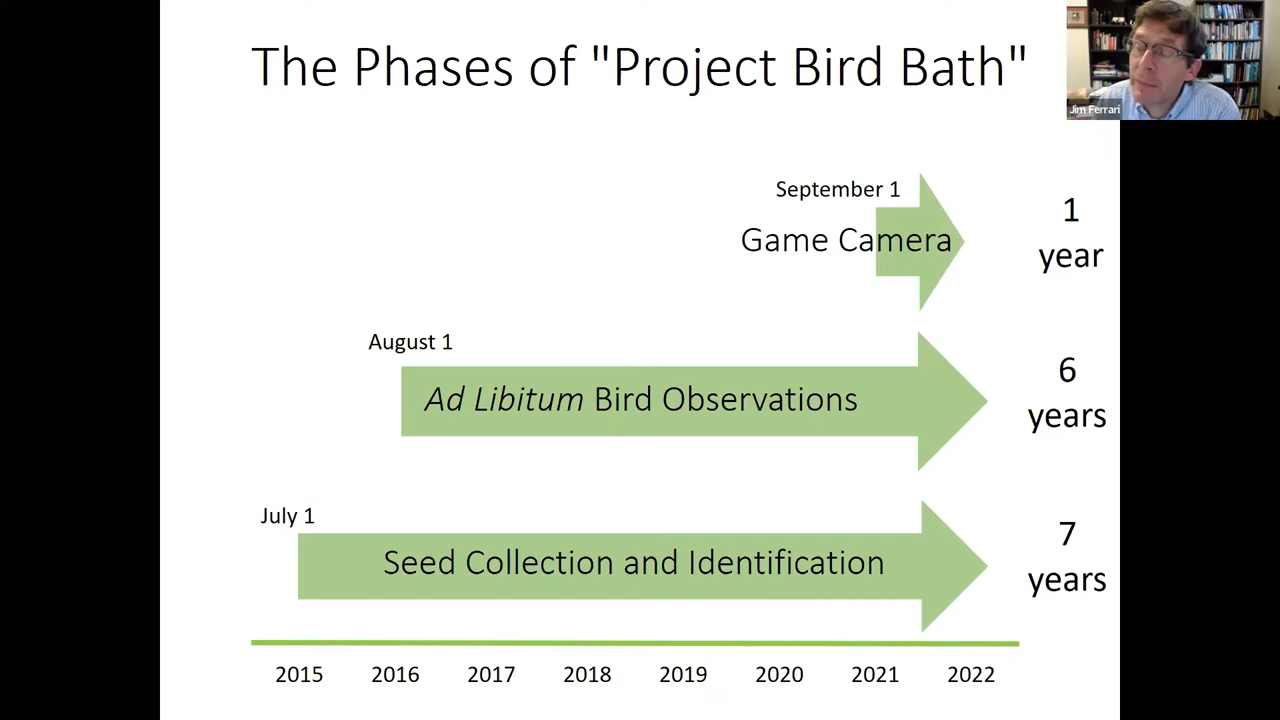 The Phases of "Project Bird Bath"
Jim Ferrari
September 1
Game Camera
1
year
August 1
Ad Libitum Bird Observations
6
years
July 1
Seed Collection and Identification
7
years
2015 2016 2017 2018 2019 2020 2021 2022